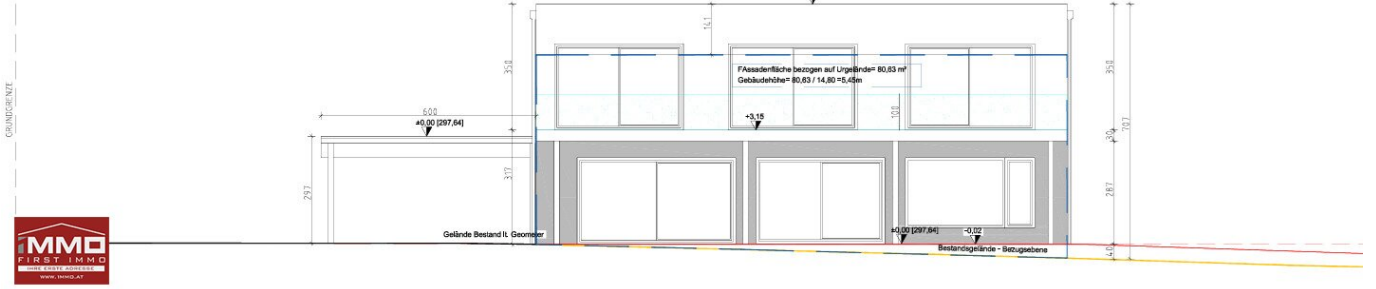 141
GRUNDGRENZE
350
350
FAssadenfläche bezogen auf Urgelände= 80,63 m²
Gebäudehöhe= 80,63 / 14,80 =5,45m
600
±0,00 [297,64]
+3,15
100
30
707
297
317
287
Gelände Bestand lt. Geometer
±0,00 [297,64]
-0,02
Bestandsgelände - Bezugsebene
40
iMMO
FIRST IMMO
IHRE ERSTE ADRESSE
WWW.IMMO.AT